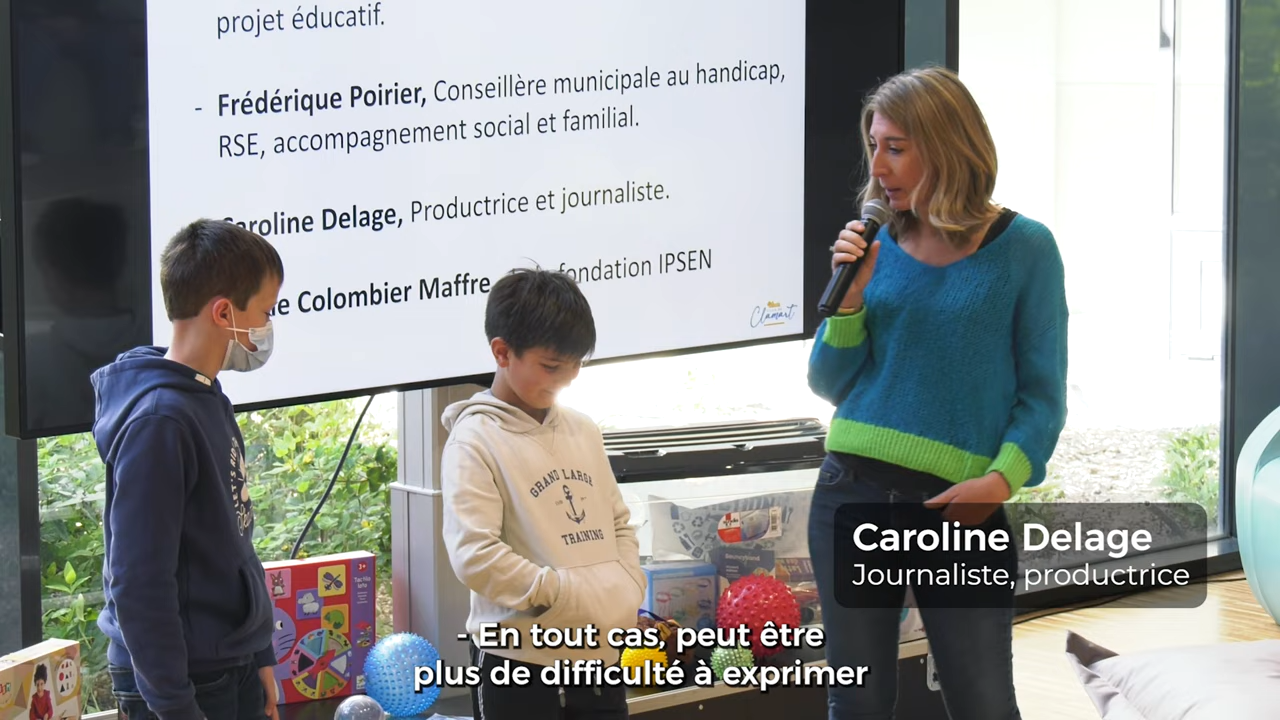 projet éducatif.
- Frédérique Poirier, Conseillère municipale au handicap,
RSE, accompagnement social et familial.
Caroline Delage, Productrice et journaliste.
Colombier Maffre fondation IPSEN
Clamart
GRAND LARGE
TRAINING
Caroline Delage
Journaliste, productrice
- En tout cas, peut être
plus de difficulté à exprimer